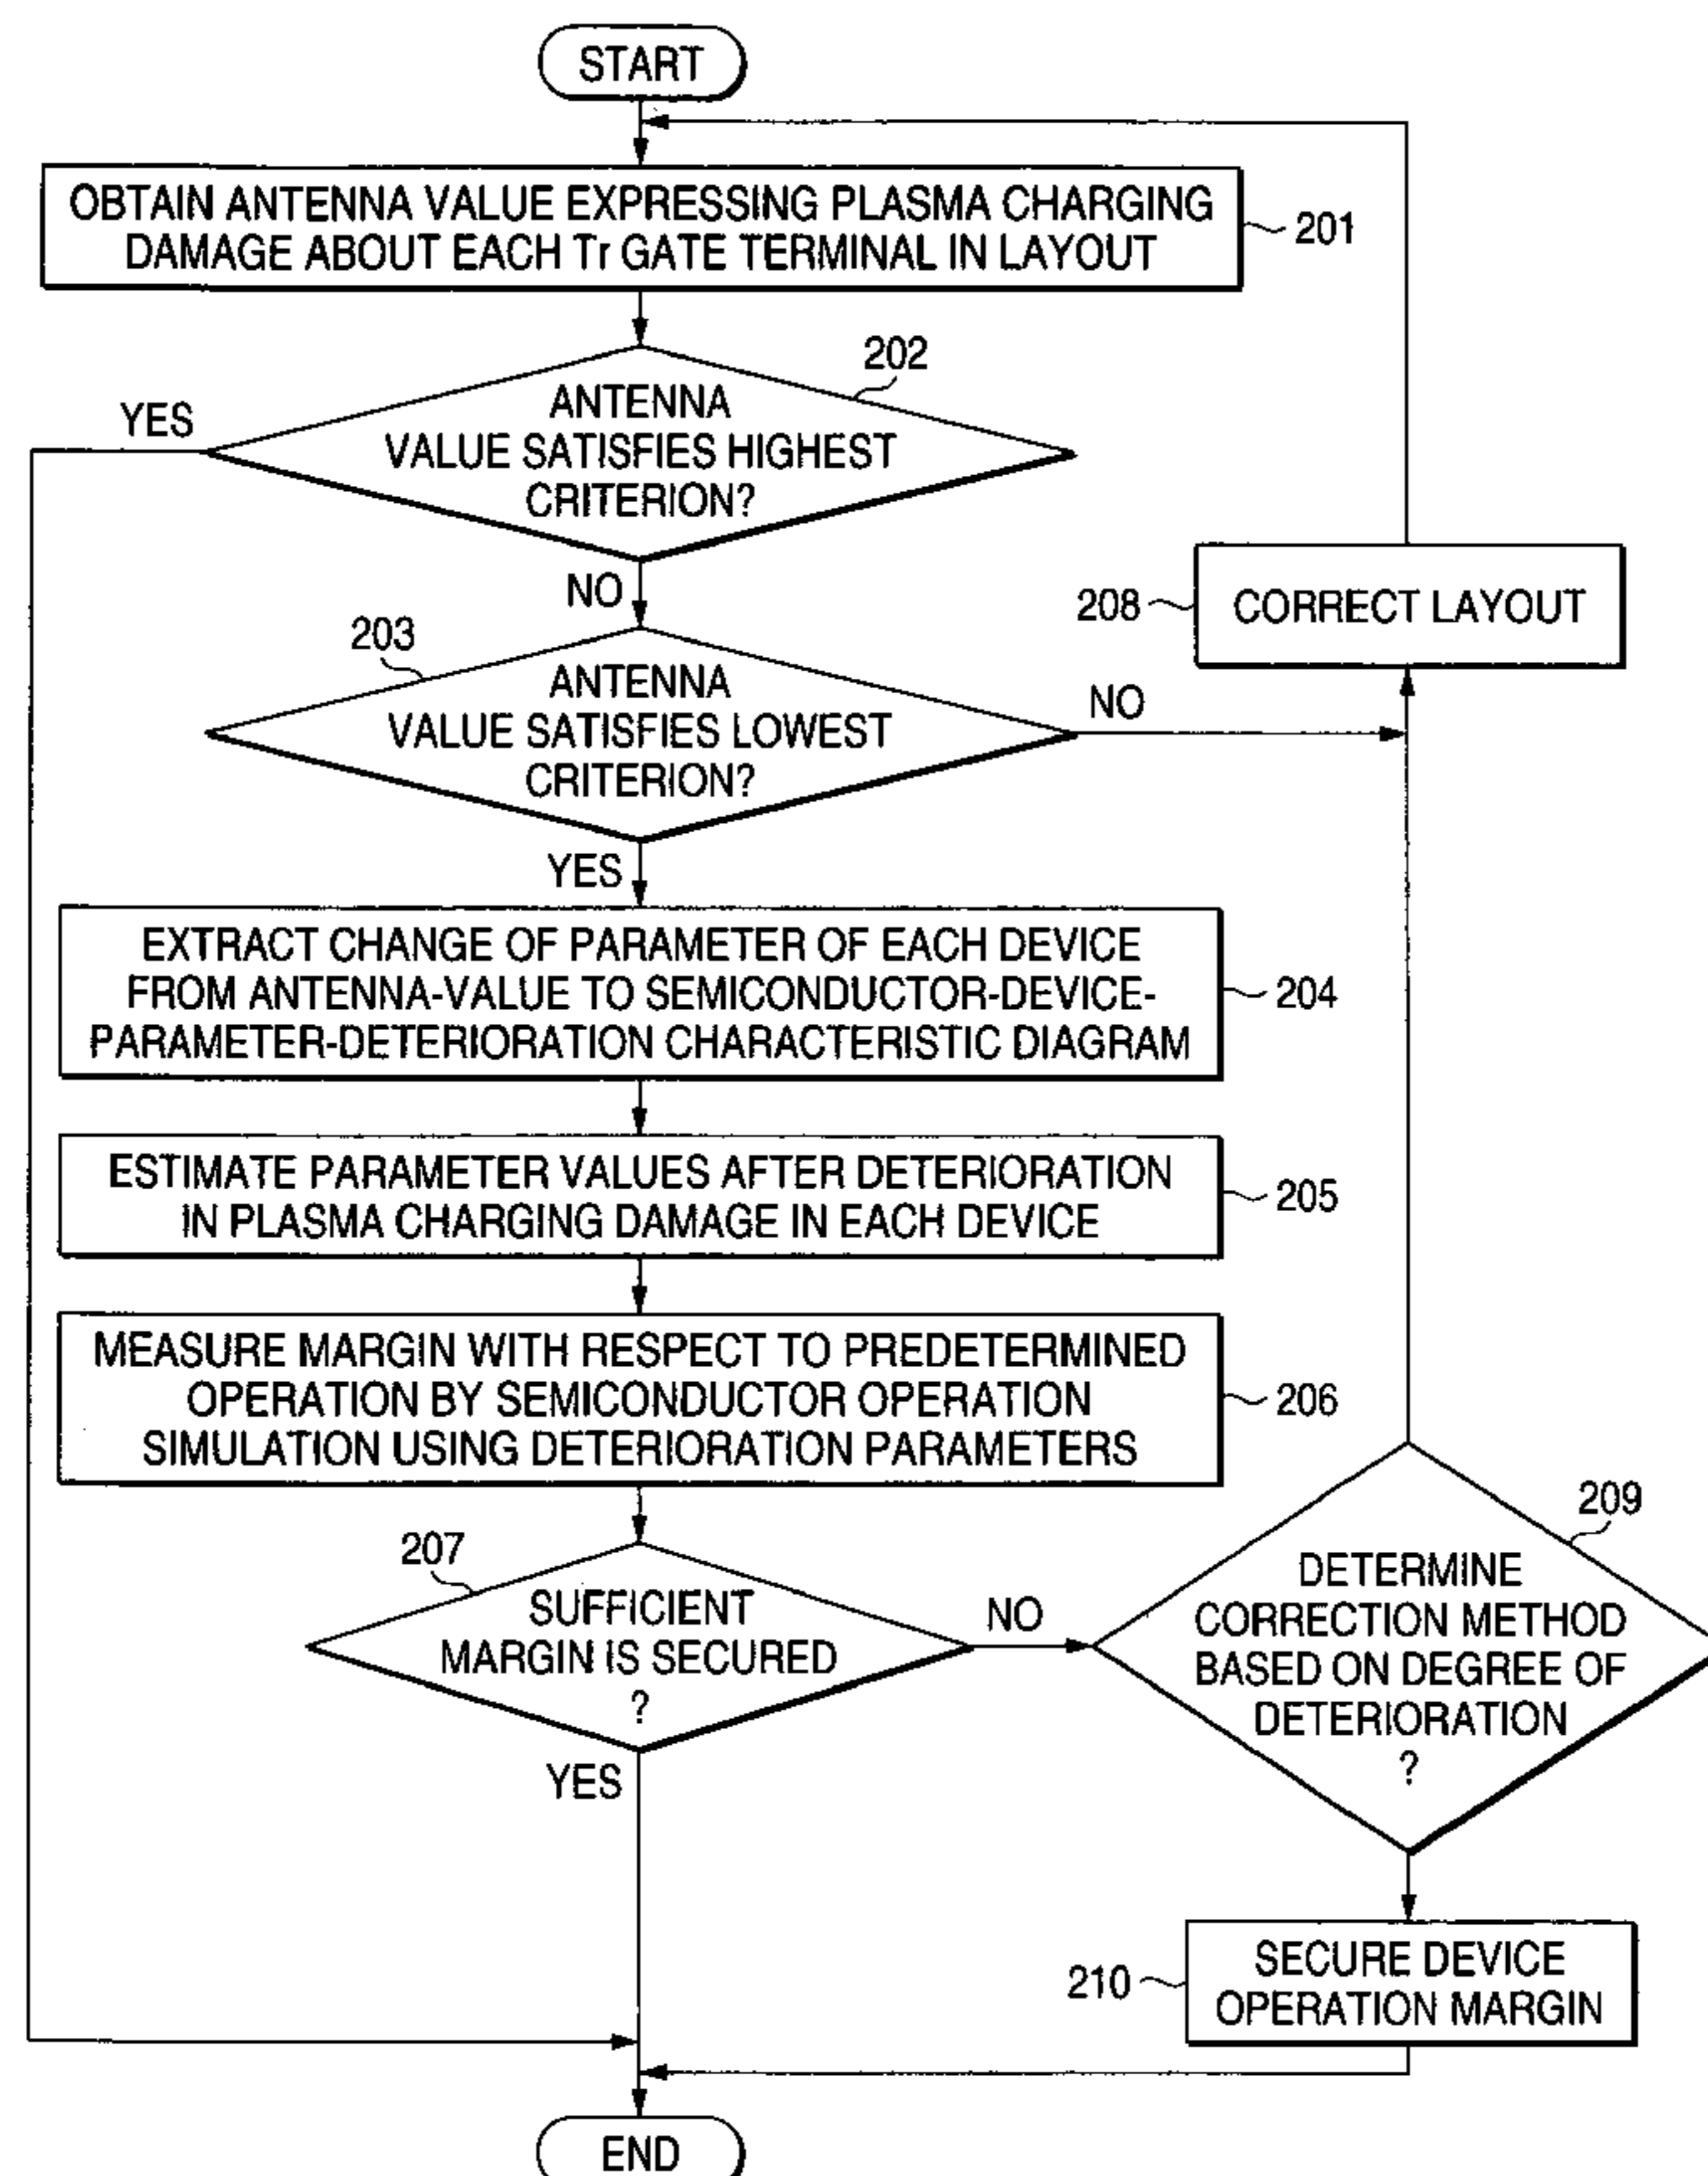 START
OBTAIN ANTENNA VALUE EXPRESSING PLASMA CHARGING
DAMAGE ABOUT EACH Tr GATE TERMINAL IN LAYOUT
201
202
YES
ANTENNA
VALUE SATISFIES HIGHEST
CRITERION?
NO
208
CORRECT LAYOUT
203
ANTENNA
VALUE SATISFIES LOWEST
CRITERION?
NO
YES
EXTRACT CHANGE OF PARAMETER OF EACH DEVICE
FROM ANTENNA-VALUE TO SEMICONDUCTOR-DEVICE-
PARAMETER-DETERIORATION CHARACTERISTIC DIAGRAM
204
ESTIMATE PARAMETER VALUES AFTER DETERIORATION
IN PLASMA CHARGING DAMAGE IN EACH DEVICE
205
MEASURE MARGIN WITH RESPECT TO PREDETERMINED
OPERATION BY SEMICONDUCTOR OPERATION
SIMULATION USING DETERIORATION PARAMETERS
206
207
SUFFICIENT
MARGIN IS SECURED
?
NO
YES
209
DETERMINE
CORRECTION METHOD
BASED ON DEGREE OF
DETERIORATION
?
210
SECURE DEVICE
OPERATION MARGIN
END